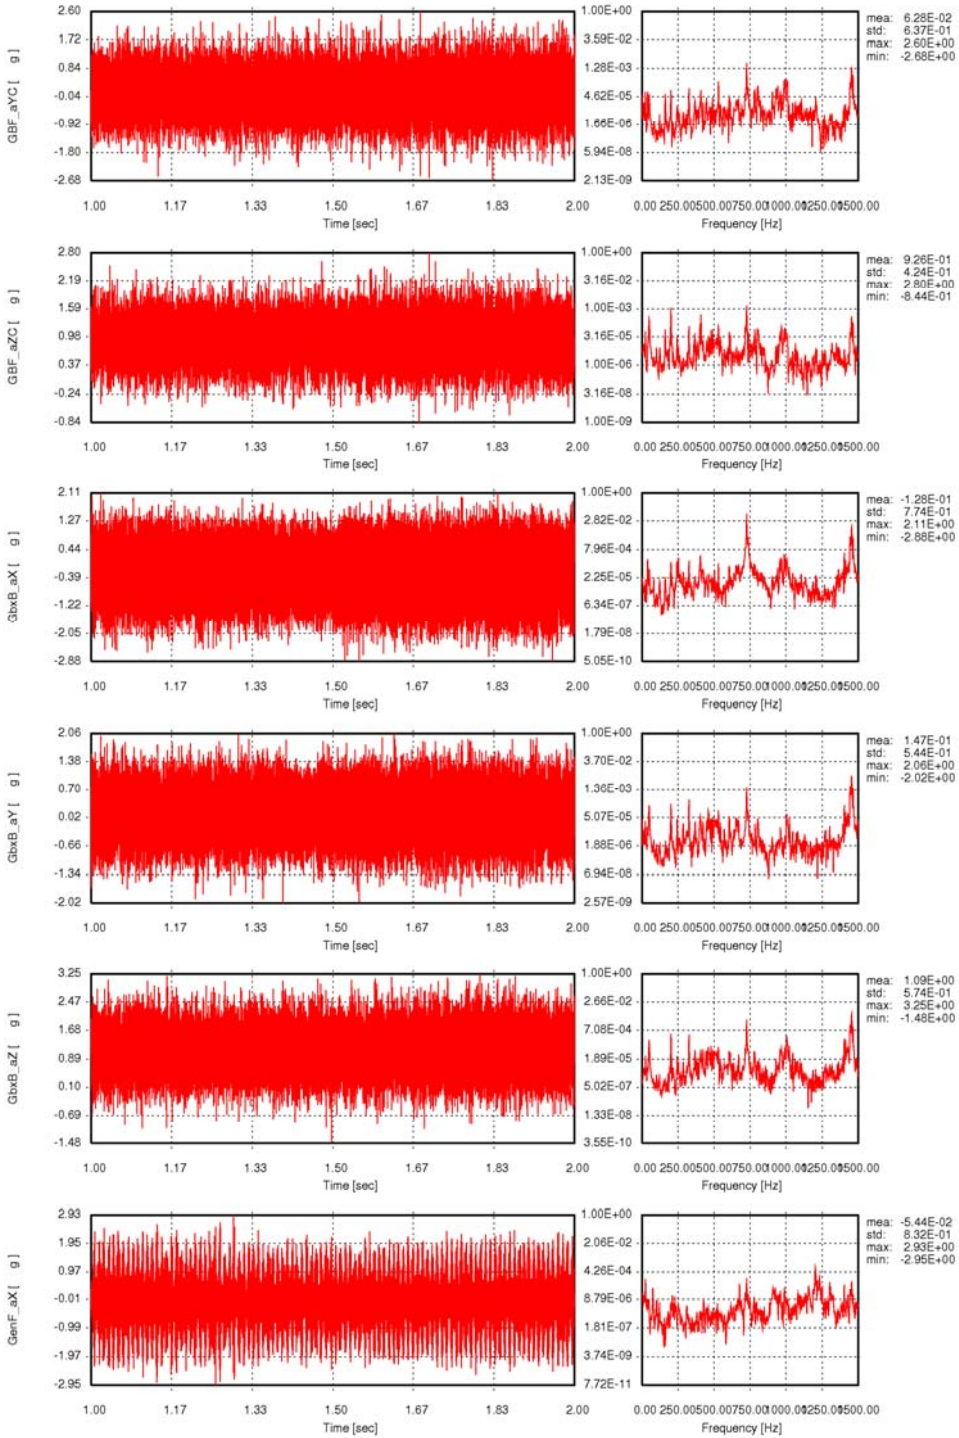 GBF_aYC [ g]
2.60
1.72
0.84
-0.04
-0.92
-1.80
-2.68
1.00 1.17 1.33 1.50 1.67 1.83 2.00
Time [sec]
1.00E+00
3.59E-02
1.28E-03
4.62E-05
1.66E-06
5.94E-08
2.13E-09
0.00 250.00 500.00 750.00 1000.00 1250.00 1500.00
Frequency [Hz]
mea: 6.28E-02
std: 6.37E-01
max: 2.60E+00
min: -2.68E+00
GBF_aZC [ g]
2.80
2.19
1.59
0.98
0.37
-0.24
-0.84
1.00 1.17 1.33 1.50 1.67 1.83 2.00
Time [sec]
1.00E+00
3.16E-02
1.00E-03
3.16E-05
1.00E-06
3.16E-08
1.00E-09
0.00 250.00 500.00 750.00 1000.00 1250.00 1500.00
Frequency [Hz]
mea: 9.26E-01
std: 4.24E-01
max: 2.80E+00
min: -8.44E-01
GbxB_aX [ g]
2.11
1.27
0.44
-0.39
-1.22
-2.05
-2.88
1.00 1.17 1.33 1.50 1.67 1.83 2.00
Time [sec]
1.00E+00
2.82E-02
7.96E-04
2.25E-05
6.34E-07
1.79E-08
5.05E-10
0.00 250.00 500.00 750.00 1000.00 1250.00 1500.00
Frequency [Hz]
mea: -1.28E-01
std: 7.74E-01
max: 2.11E+00
min: -2.88E+00
GbxB_aY [ g]
2.06
1.38
0.70
0.02
-0.66
-1.34
-2.02
1.00 1.17 1.33 1.50 1.67 1.83 2.00
Time [sec]
1.00E+00
3.70E-02
1.36E-03
5.07E-05
1.88E-06
6.94E-08
2.57E-09
0.00 250.00 500.00 750.00 1000.00 1250.00 1500.00
Frequency [Hz]
mea: 1.47E-01
std: 5.44E-01
max: 2.06E+00
min: -2.02E+00
GbxB_aZ [ g]
3.25
2.47
1.68
0.89
0.10
-0.69
-1.48
1.00 1.17 1.33 1.50 1.67 1.83 2.00
Time [sec]
1.00E+00
2.66E-02
7.08E-04
1.89E-05
5.02E-07
1.33E-08
3.55E-10
0.00 250.00 500.00 750.00 1000.00 1250.00 1500.00
Frequency [Hz]
mea: 1.09E+00
std: 5.74E-01
max: 3.25E+00
min: -1.48E+00
GenF_aX [ g]
2.93
1.95
0.97
-0.01
-0.99
-1.97
-2.95
1.00 1.17 1.33 1.50 1.67 1.83 2.00
Time [sec]
1.00E+00
2.06E-02
4.26E-04
8.79E-06
1.81E-07
3.74E-09
7.72E-11
0.00 250.00 500.00 750.00 1000.00 1250.00 1500.00
Frequency [Hz]
mea: -5.44E-02
std: 8.32E-01
max: 2.93E+00
min: -2.95E+00